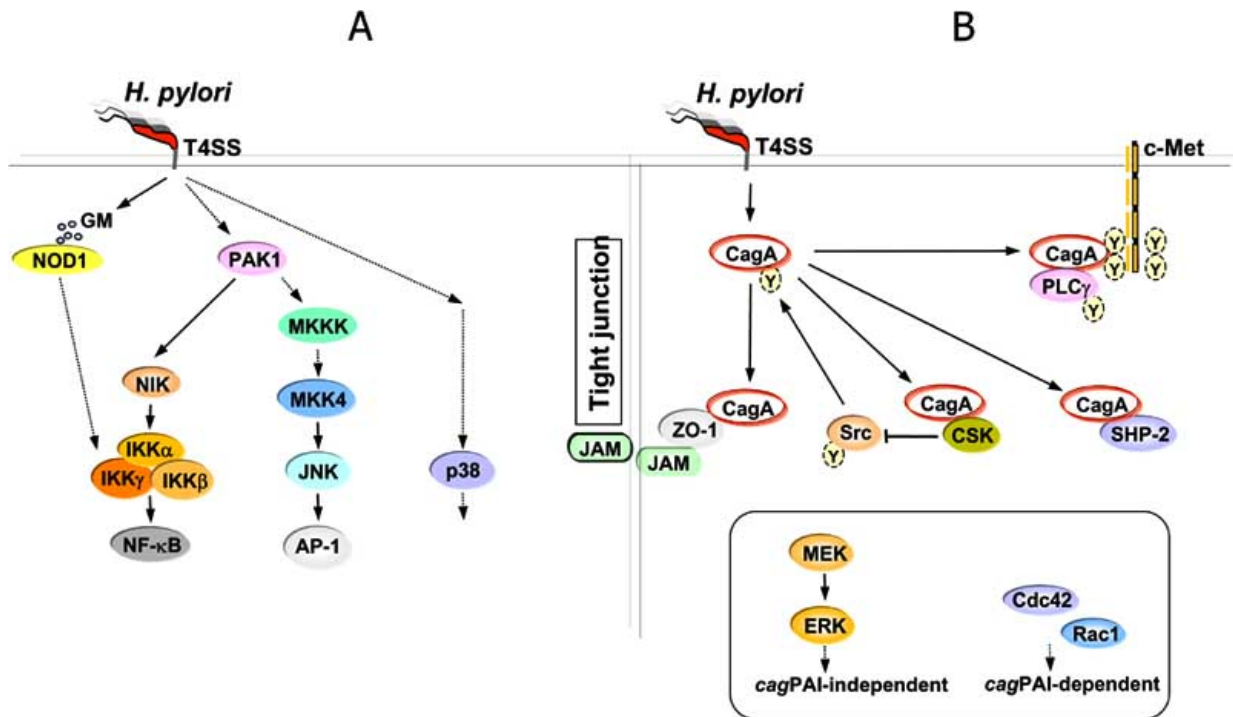 A
H. pylori
T4SS
GM
NOD1
PAK1
MKKK
NIK
MKK4
IKKα
IKKγ
IKKβ
JNK
p38
NF-κB
AP-1
B
H. pylori
T4SS
c-Met
CagA
Y
CagA
Y
Y
Y
Y
PLCγ
Y
Tight junction
JAM
JAM
ZO-1
CagA
Src
Y
CagA
CSK
CagA
SHP-2
MEK
ERK
cagPAI-independent
Cdc42
Rac1
cagPAI-dependent